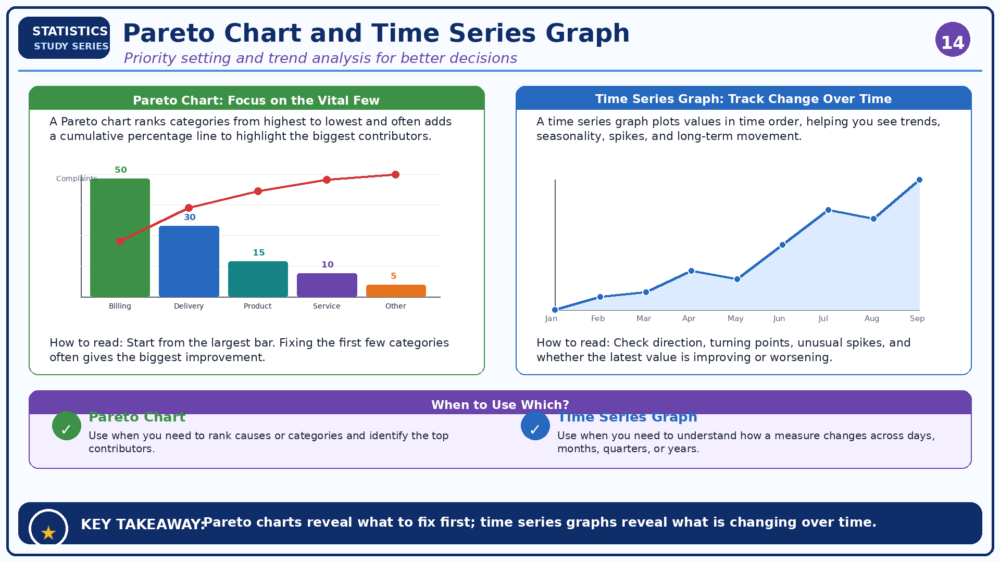 STATISTICS
STUDY SERIES
Pareto Chart and Time Series Graph
Priority setting and trend analysis for better decisions
14
Pareto Chart: Focus on the Vital Few
A Pareto chart ranks categories from highest to lowest and often adds
a cumulative percentage line to highlight the biggest contributors.
Complaints
50
30
15
10
5
Billing
Delivery
Product
Service
Other
How to read: Start from the largest bar. Fixing the first few categories
often gives the biggest improvement.
Time Series Graph: Track Change Over Time
A time series graph plots values in time order, helping you see trends,
seasonality, spikes, and long-term movement.
Jan
Feb
Mar
Apr
May
Jun
Jul
Aug
Sep
How to read: Check direction, turning points, unusual spikes, and
whether the latest value is improving or worsening.
When to Use Which?
✓
Pareto Chart
Use when you need to rank causes or categories and identify the top
contributors.
✓
Time Series Graph
Use when you need to understand how a measure changes across days,
months, quarters, or years.
★
KEY TAKEAWAY: Pareto charts reveal what to fix first; time series graphs reveal what is changing over time.